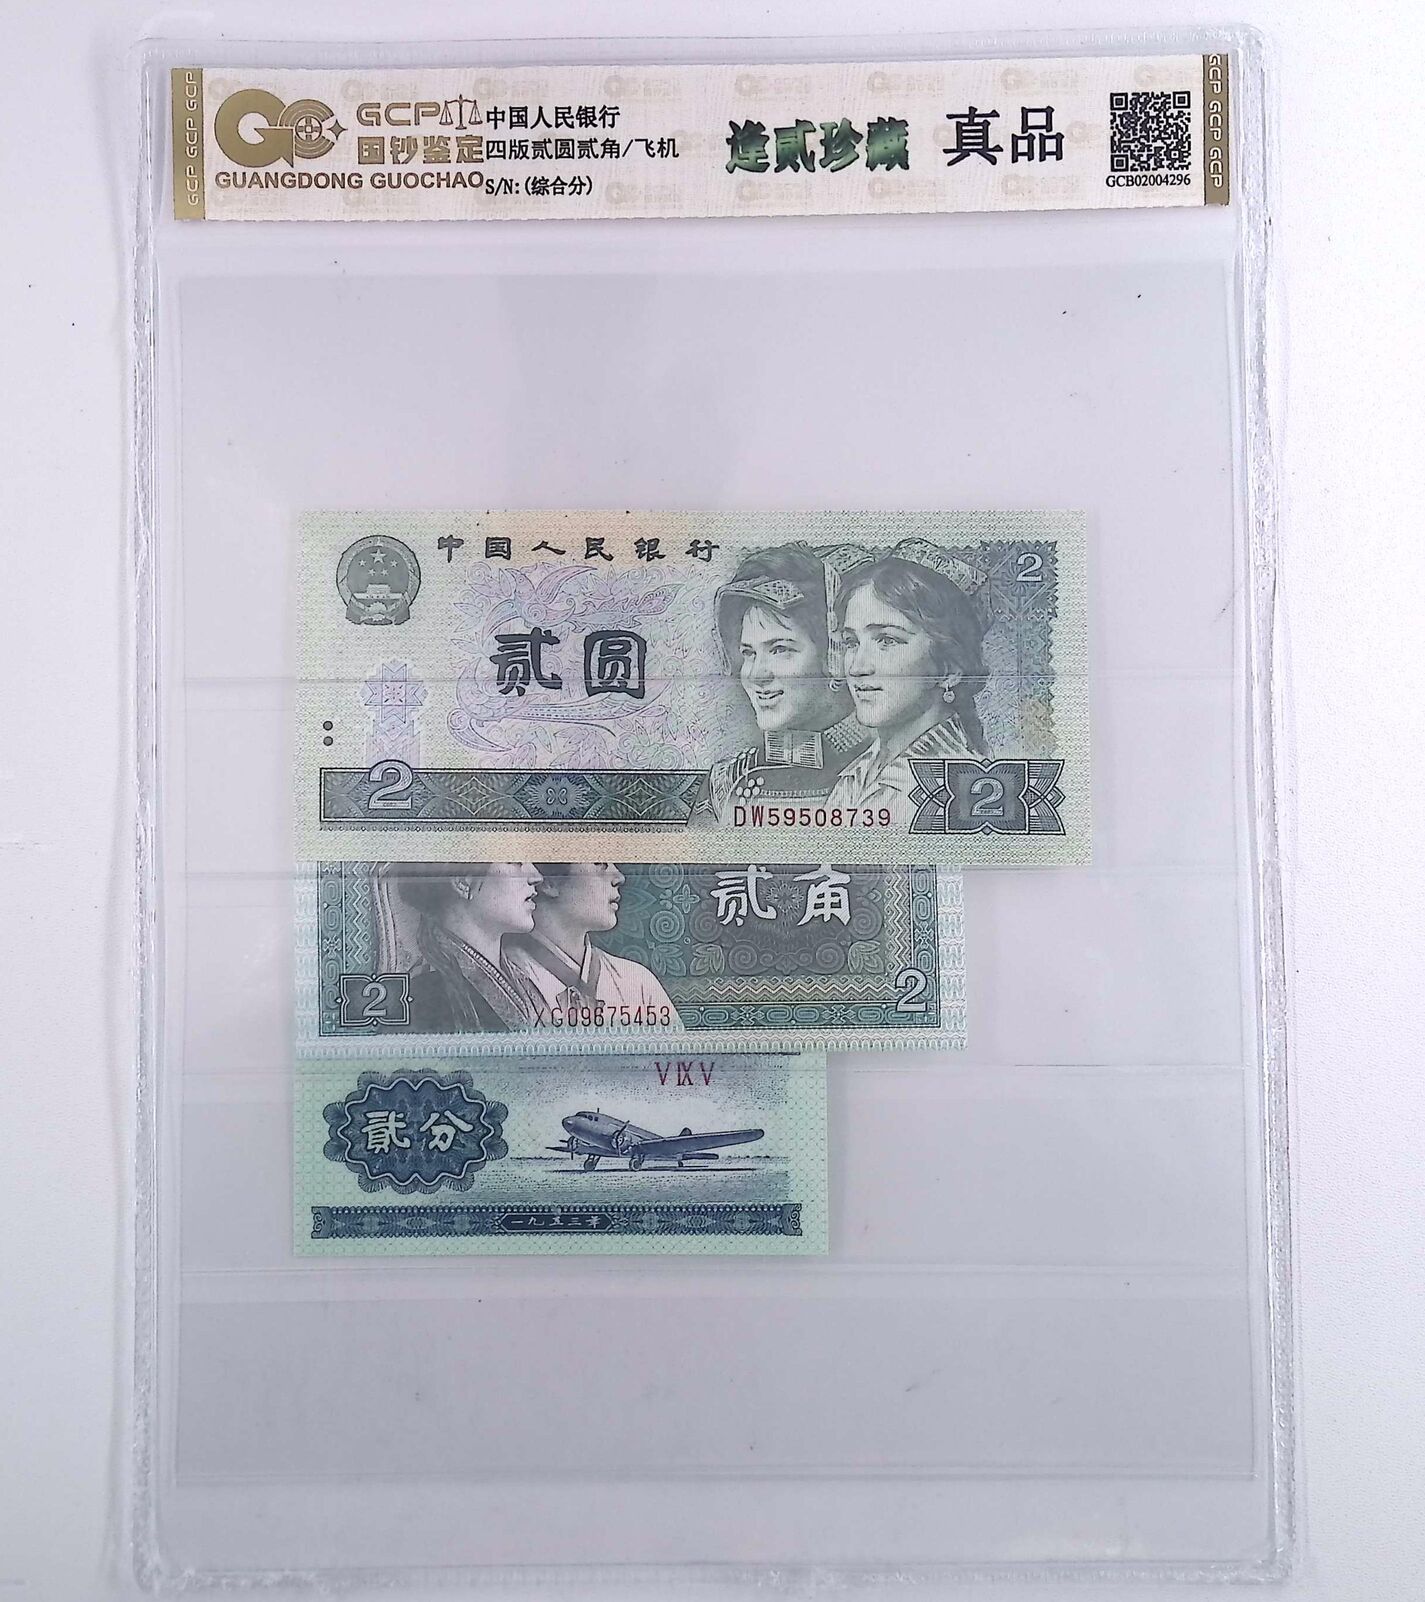 GCP GCP GCP
GCP
国钞鉴定
GUANGDONG GUOCHAO
中国人民银行
四版贰圆贰角/飞机
S/N: (综合分)
逢贰珍藏
真品
GCB02004296
GCP GCP GCP
中国人民银行
2
贰圆
2
DW59508739
2
贰角
2
XG09675453
2
VIXV
貳分
一九五三年